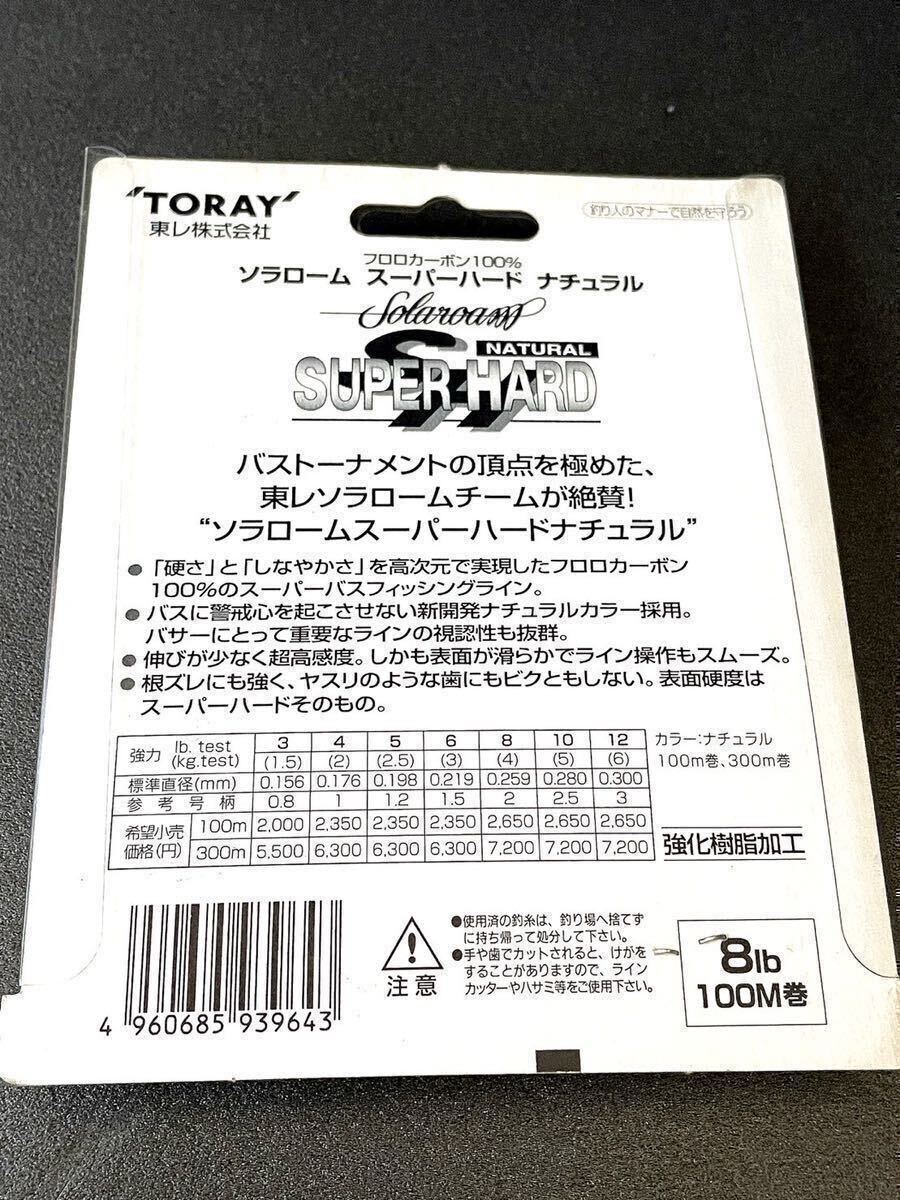 TORAY
東レ株式会社
釣り人のマナーで自然を守ろう
フロロカーボン100%
ソラローム スーパーハード ナチュラル
Solaroam
NATURAL
SUPER HARD
バストーナメントの頂点を極めた、
東レソラロームチームが絶賛!
“ソラロームスーパーハードナチュラル”
●「硬さ」と「しなやかさ」を高次元で実現したフロロカーボン
100%のスーパーバスフィッシングライン。
●バスに警戒心を起こさせない新開発ナチュラルカラー採用。
バサーにとって重要なラインの視認性も抜群。
●伸びが少なく超高感度。しかも表面が滑らかでライン操作もスムーズ。
●根ズレにも強く、ヤスリのような歯にもビクともしない。表面硬度は
スーパーハードそのもの。
強力 lb. test 3 4 5 6 8 10 12
(kg.test) (1.5) (2) (2.5) (3) (4) (5) (6)
標準直径(mm) 0.156 0.176 0.198 0.219 0.259 0.280 0.300
参考号柄 0.8 1 1.2 1.5 2 2.5 3
希望小売価格(円) 100m 2,000 2,350 2,350 2,350 2,650 2,650 2,650
300m 5,500 6,300 6,300 6,300 7,200 7,200 7,200
カラー:ナチュラル
100m巻、300m巻
強化樹脂加工
4 960685 939643
注意
●使用済の釣糸は、釣り場へ捨てず
に持ち帰って処分して下さい。
●手や歯でカットされると、けがを
することがありますので、ライン
カッターやハサミ等をご使用下さい。
8lb
100M巻